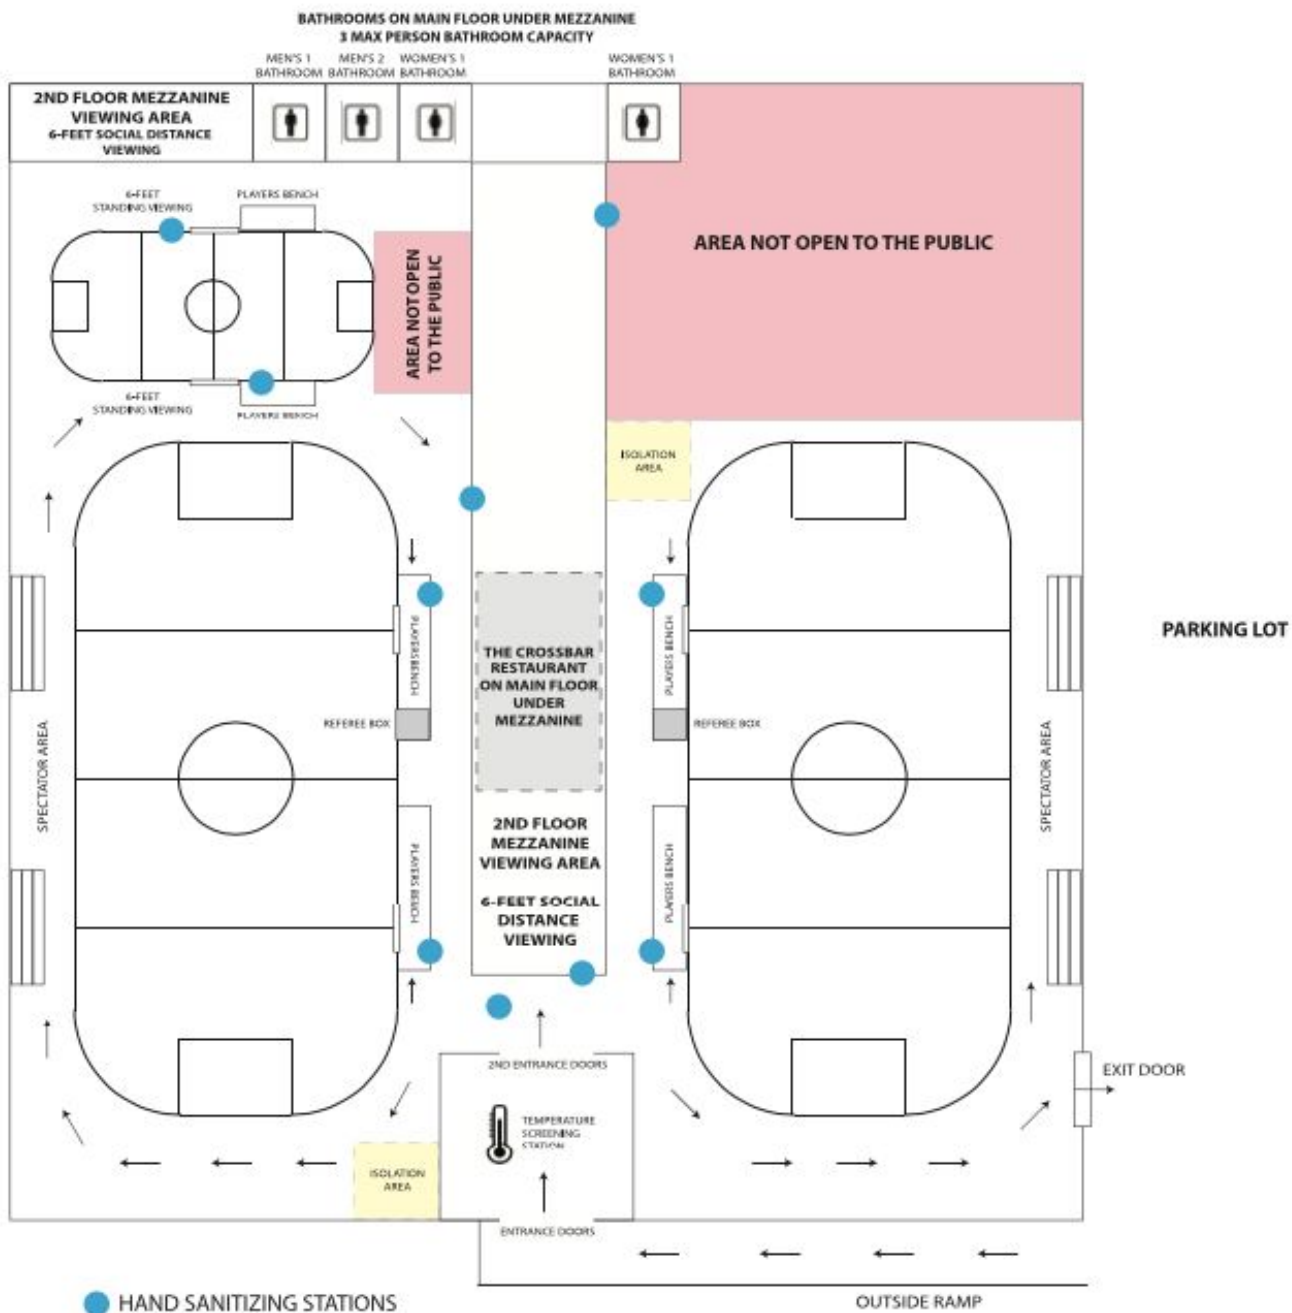 BATHROOMS ON MAIN FLOOR UNDER MEZZANINE
3 MAX PERSON BATHROOM CAPACITY
MEN'S 1
BATHROOM
MEN'S 2
BATHROOM
WOMEN'S 1
BATHROOM
WOMEN'S 1
BATHROOM
2ND FLOOR MEZZANINE
VIEWING AREA
6-FEET SOCIAL DISTANCE
VIEWING
6-FEET
STANDING VIEWING
PLAYERS BENCH
AREA NOT OPEN
TO THE PUBLIC
AREA NOT OPEN TO THE PUBLIC
6-FEET
STANDING VIEWING
PLAYERS BENCH
ISOLATION
AREA
PLAYERS BENCH
THE CROSSBAR
RESTAURANT
ON MAIN FLOOR
UNDER
MEZZANINE
PLAYERS BENCH
PARKING LOT
REFEREE BOX
REFEREE BOX
SPECTATOR AREA
SPECTATOR AREA
2ND FLOOR
MEZZANINE
VIEWING AREA
6-FEET SOCIAL
DISTANCE
VIEWING
PLAYERS BENCH
PLAYERS BENCH
2ND ENTRANCE DOORS
EXIT DOOR
TEMPERATURE
SCREENING
STATION
ISOLATION
AREA
ENTRANCE DOORS
HAND SANITIZING STATIONS
OUTSIDE RAMP